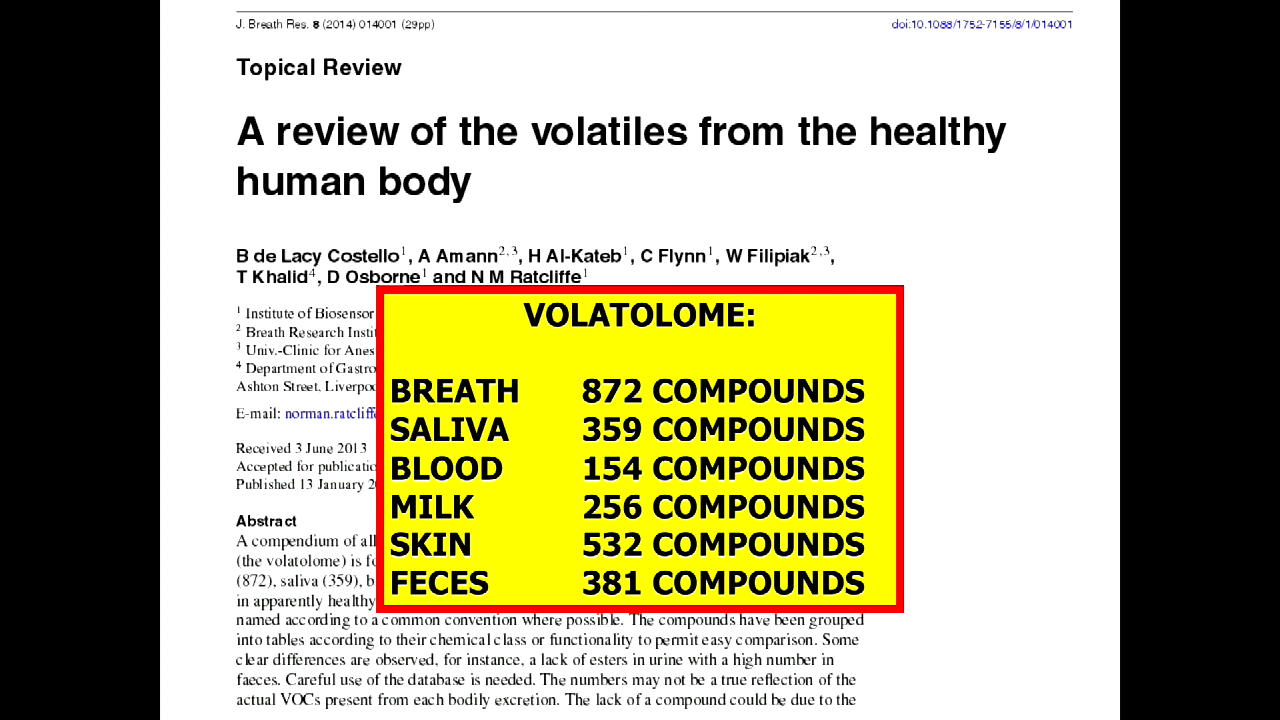 J. Breath Res. 8 (2014) 014001 (29pp)
doi:10.1088/1752-7155/8/1/014001
Topical Review
A review of the volatiles from the healthy
human body
B de Lacy Costello1, A Amann2,3, H Al-Kateb1, C Flynn1, W Filipiak2,3,
T Khalid4, D Osborne1 and N M Ratcliffe1
1 Institute of Biosensor
2 Breath Research
3 Univ.-Clinic for
4 Department of
Ashton Street,
E-mail:
Received 3 June 2013
Accepted for
Published 13 January
Abstract
A compendium of all
(the volatolome) is
(872), saliva (359),
in apparently healthy
named according to a common convention where possible. The compounds have been grouped
into tables according to their chemical class or functionality to permit easy comparison. Some
clear differences are observed, for instance, a lack of esters in urine with a high number in
faeces. Careful use of the database is needed. The numbers may not be a true reflection of the
actual VOCs present from each bodily excretion. The lack of a compound could be due to the
VOLATOLOME:
BREATH 872 COMPOUNDS
SALIVA 359 COMPOUNDS
BLOOD 154 COMPOUNDS
MILK 256 COMPOUNDS
SKIN 532 COMPOUNDS
FECES 381 COMPOUNDS